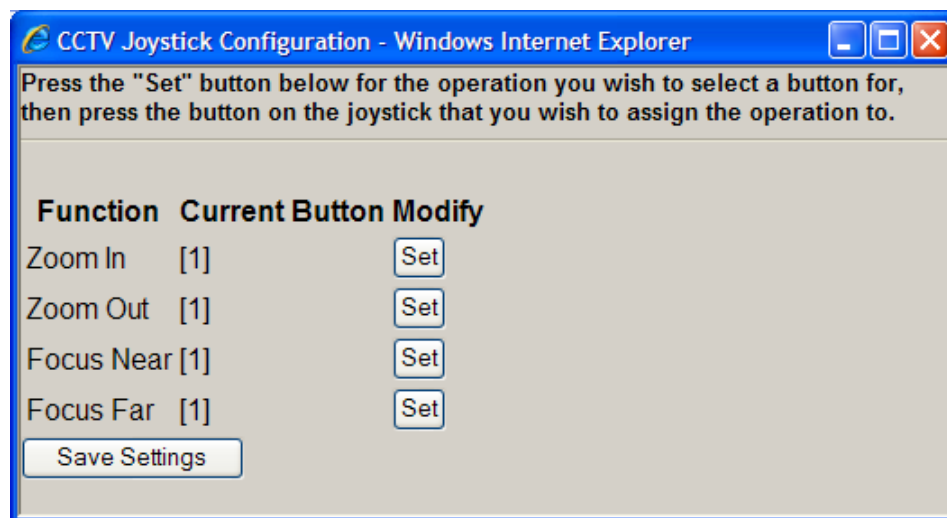 CCTV Joystick Configuration - Windows Internet Explorer
Press the "Set" button below for the operation you wish to select a button for,
then press the button on the joystick that you wish to assign the operation to.
Function Current Button Modify
Zoom In [1] Set
Zoom Out [1] Set
Focus Near [1] Set
Focus Far [1] Set
Save Settings